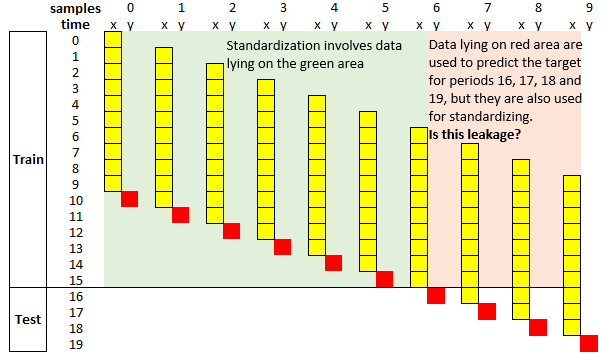 samples 0 1 2 3 4 5 6 7 8 9
time x y x y x y x y x y x y x y x y x y x y
0
1
2
3
4
5
6
7
8
9
10
11
12
13
14
15
16
17
18
19
Train
Test
Standardization involves data
lying on the green area
Data lying on red area are
used to predict the target
for periods 16, 17, 18 and
19, but they are also used
for standardizing.
Is this leakage?